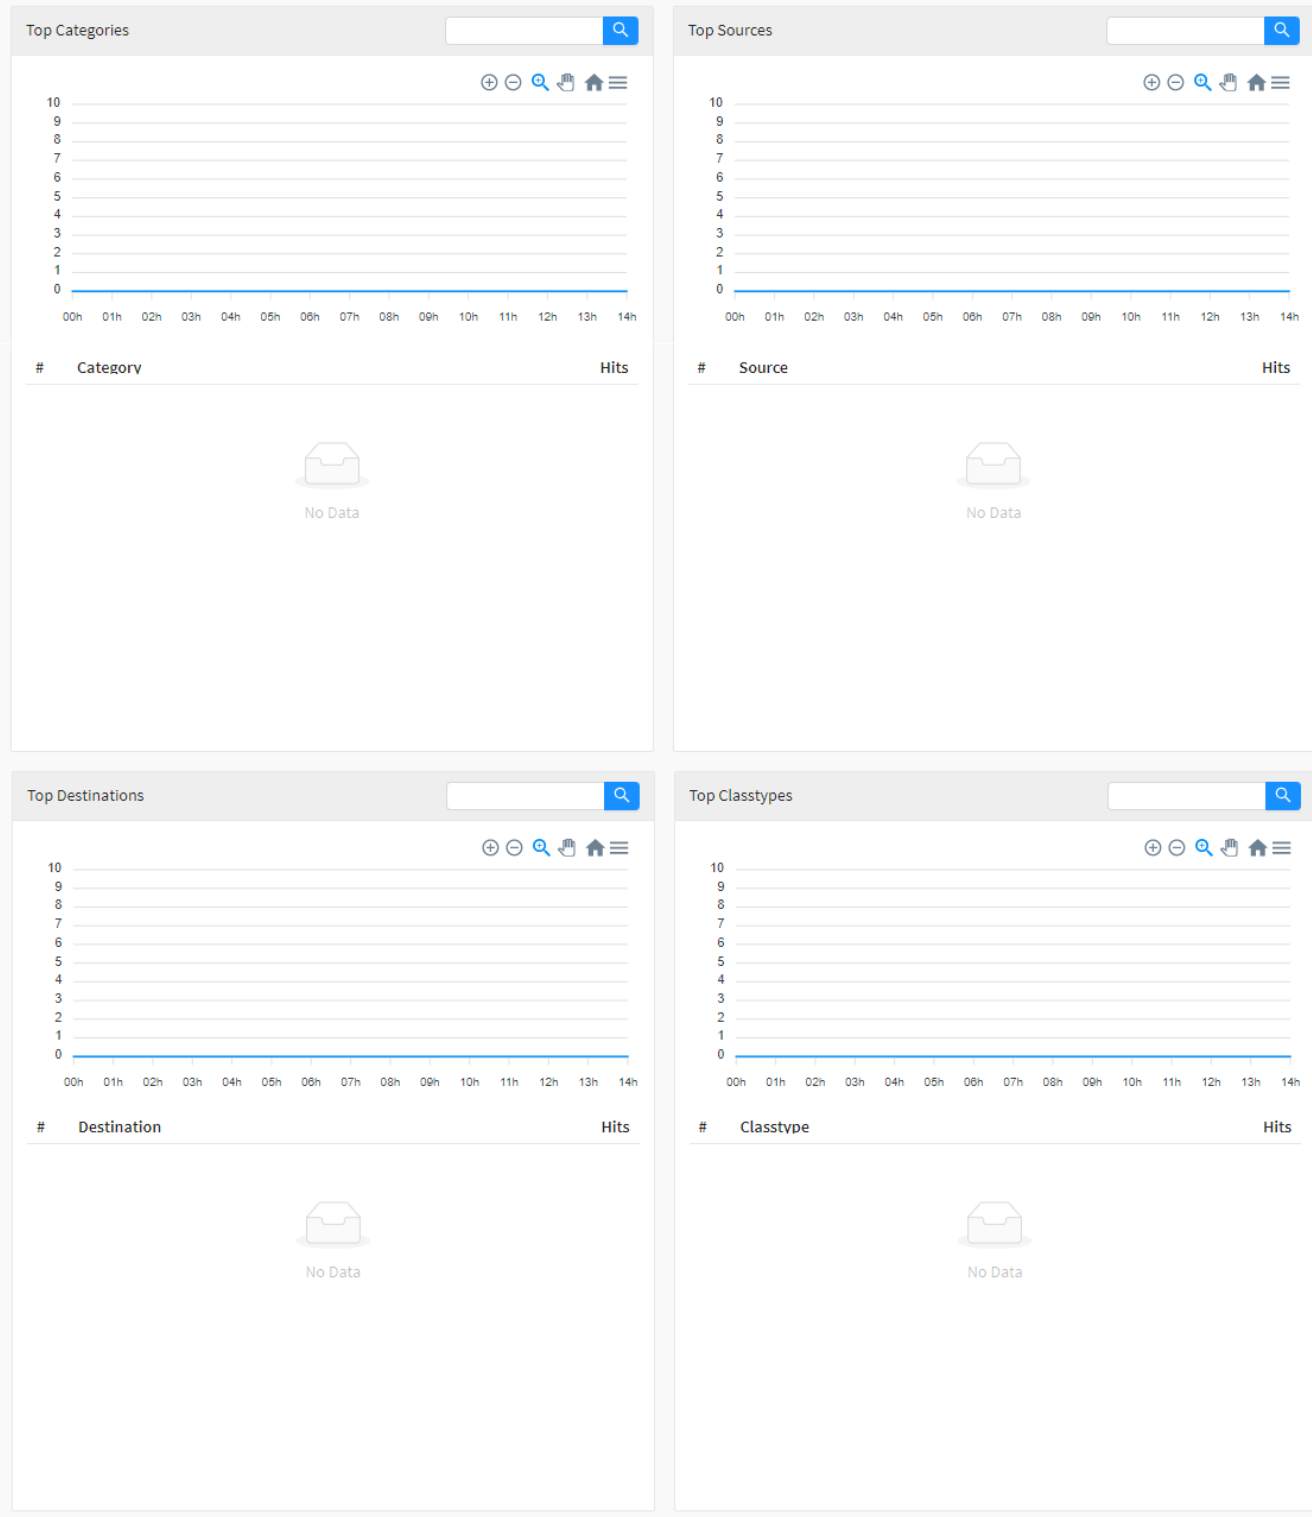 Top Categories
10
9
8
7
6
5
4
3
2
1
0
00h 01h 02h 03h 04h 05h 06h 07h 08h 09h 10h 11h 12h 13h 14h
# Category Hits
No Data
Top Sources
10
9
8
7
6
5
4
3
2
1
0
00h 01h 02h 03h 04h 05h 06h 07h 08h 09h 10h 11h 12h 13h 14h
# Source Hits
No Data
Top Destinations
10
9
8
7
6
5
4
3
2
1
0
00h 01h 02h 03h 04h 05h 06h 07h 08h 09h 10h 11h 12h 13h 14h
# Destination Hits
No Data
Top Classtypes
10
9
8
7
6
5
4
3
2
1
0
00h 01h 02h 03h 04h 05h 06h 07h 08h 09h 10h 11h 12h 13h 14h
# Classtype Hits
No Data